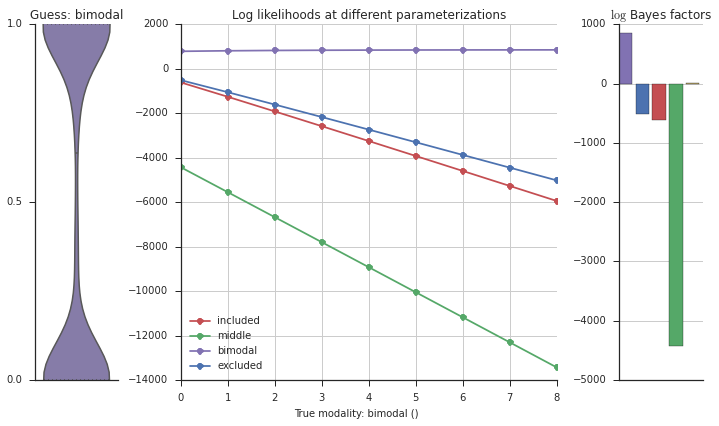 Guess: bimodal
1.0
0.5
0.0
Log likelihoods at different parameterizations
2000
0
−2000
−4000
−6000
−8000
−10000
−12000
−14000
included
middle
bimodal
excluded
0 1 2 3 4 5 6 7 8
True modality: bimodal ()
log Bayes factors
1000
0
−1000
−2000
−3000
−4000
−5000